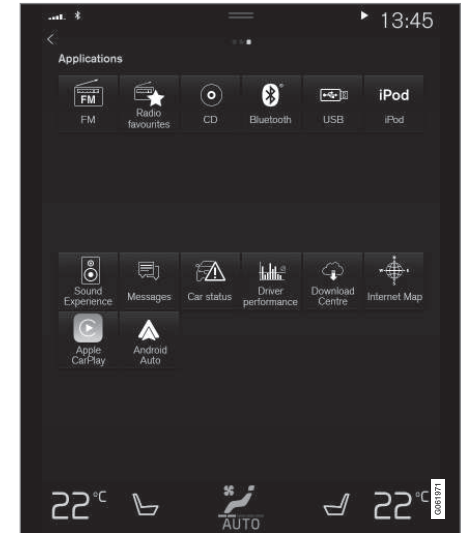 13:45
Applications
FM
iPod
FM
Radio
favourites
CD
Bluetooth
USB
iPod
Sound
Experience
Messages
Car status
Driver
performance
Download
Centre
Internet Map
Apple
CarPlay
Android
Auto
22°C
AUTO
22°C
G061971